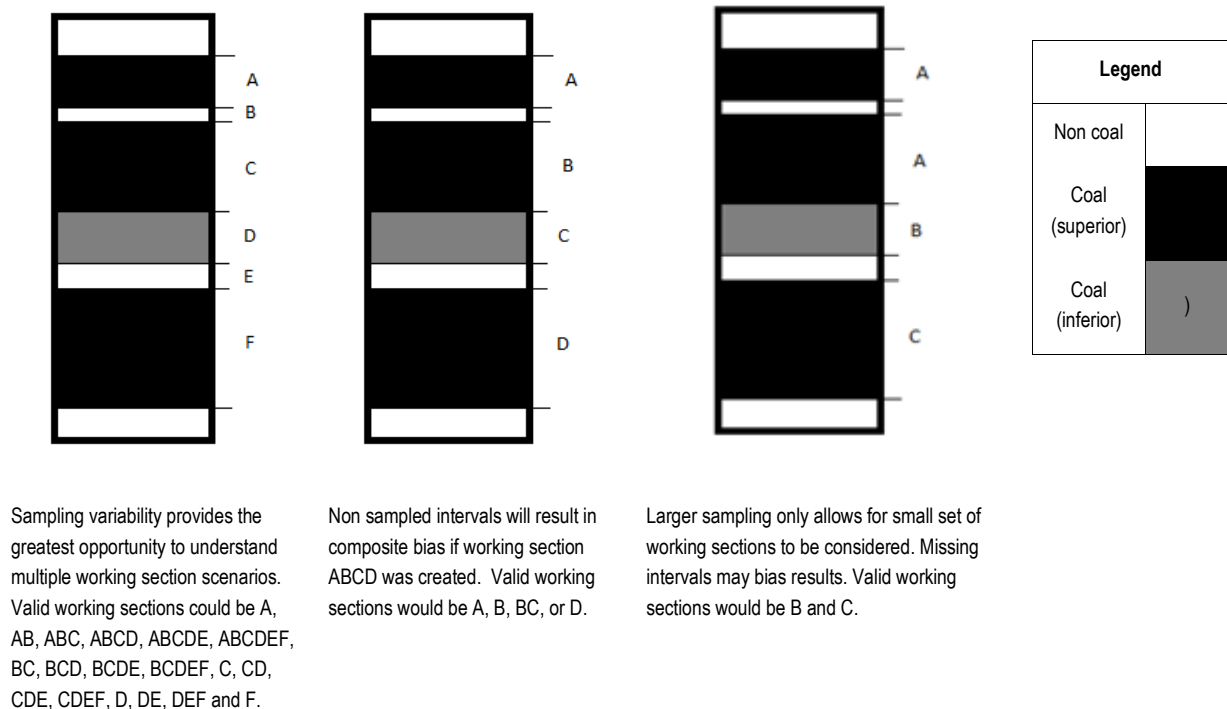 A
B
C
D
E
F
A
B
C
D
A
A
B
C
Legend
Non coal
Coal
(superior)
Coal
(inferior)
)
Sampling variability provides the
greatest opportunity to understand
multiple working section scenarios.
Valid working sections could be A,
AB, ABC, ABCD, ABCDE, ABCDEF,
BC, BCD, BCDE, BCDEF, C, CD,
CDE, CDEF, D, DE, DEF and F.
Non sampled intervals will result in
composite bias if working section
ABCD was created. Valid working
sections would be A, B, BC, or D.
Larger sampling only allows for small set of
working sections to be considered. Missing
intervals may bias results. Valid working
sections would be B and C.